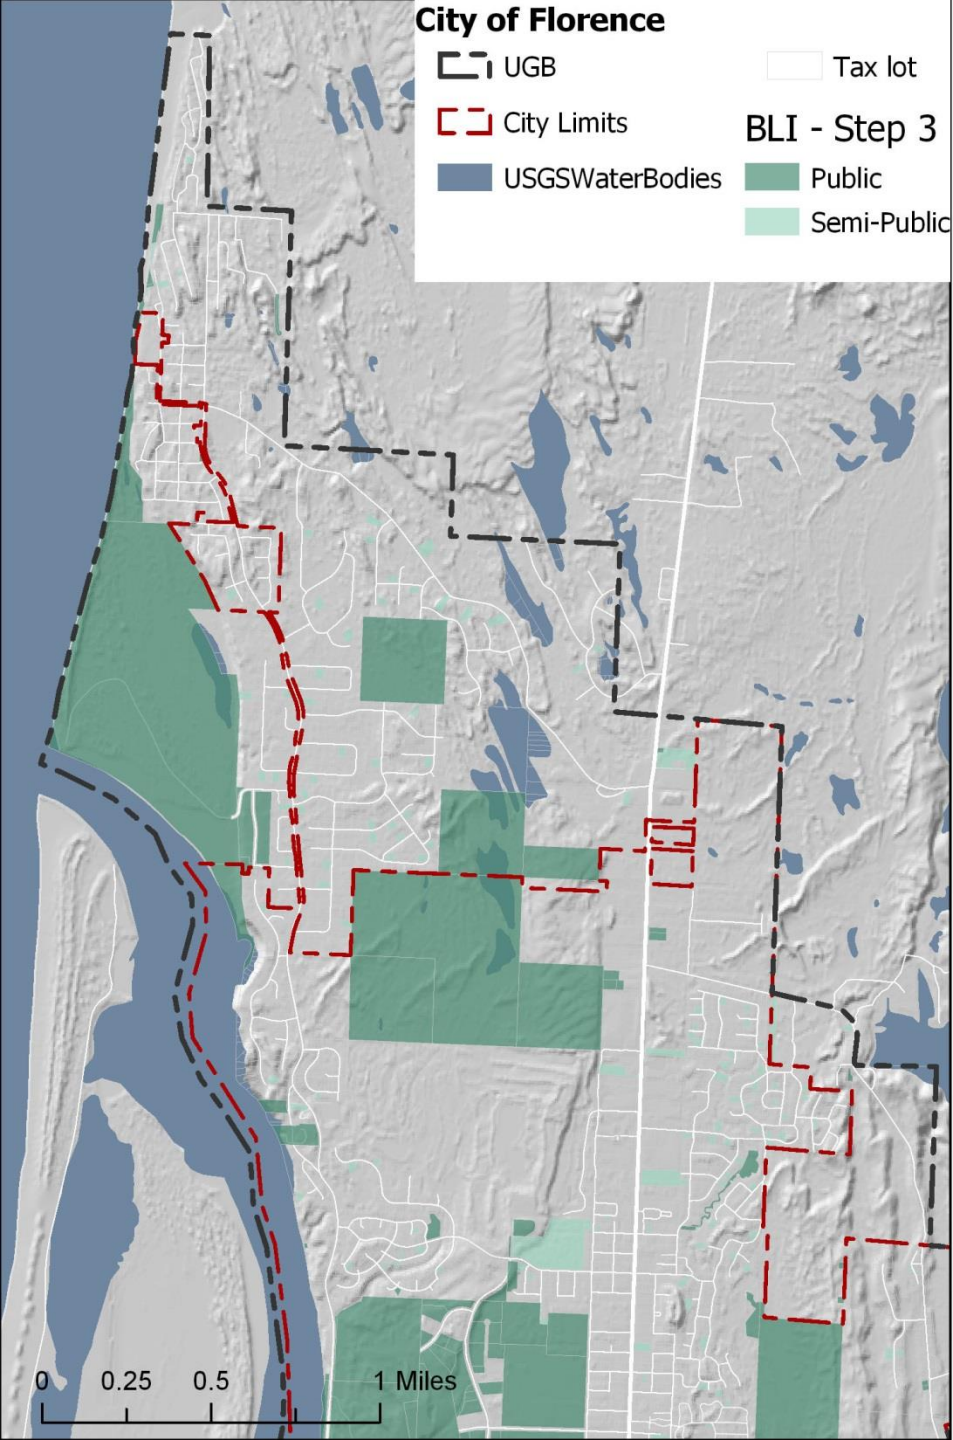 City of Florence
UGB
Tax lot
City Limits
BLI - Step 3
USGSWaterBodies
Public
Semi-Public
0 0.25 0.5 1 Miles